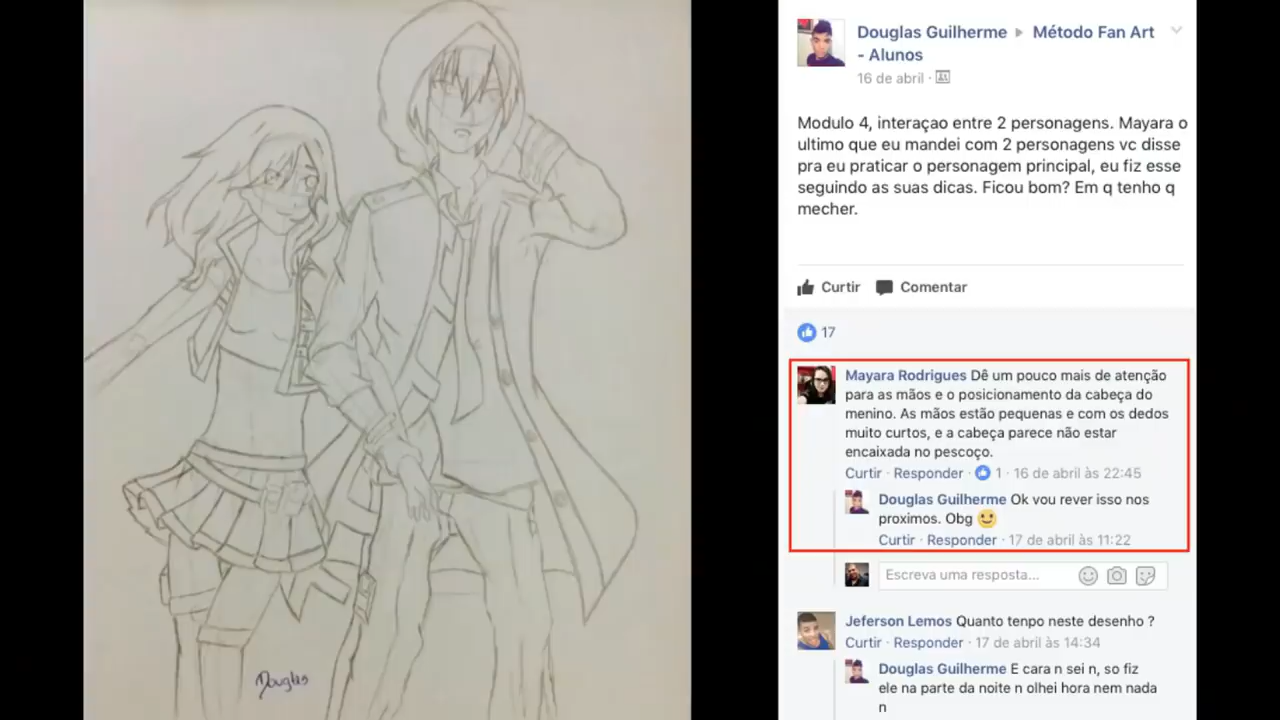 Douglas
Douglas Guilherme ▸ Método Fan Art
- Alunos
16 de abril ·
Modulo 4, interaçao entre 2 personagens. Mayara o
ultimo que eu mandei com 2 personagens vc disse
pra eu praticar o personagem principal, eu fiz esse
seguindo as suas dicas. Ficou bom? Em q tenho q
mecher.
Curtir Comentar
17
Mayara Rodrigues Dê um pouco mais de atenção
para as mãos e o posicionamento da cabeça do
menino. As mãos estão pequenas e com os dedos
muito curtos, e a cabeça parece não estar
encaixada no pescoço.
Curtir · Responder · 1 · 16 de abril às 22:45
Douglas Guilherme Ok vou rever isso nos
proximos. Obg
Curtir · Responder · 17 de abril às 11:22
Escreva uma resposta...
Jeferson Lemos Quanto tenpo neste desenho ?
Curtir · Responder · 17 de abril às 14:34
Douglas Guilherme E cara n sei n, so fiz
ele na parte da noite n olhei hora nem nada
n